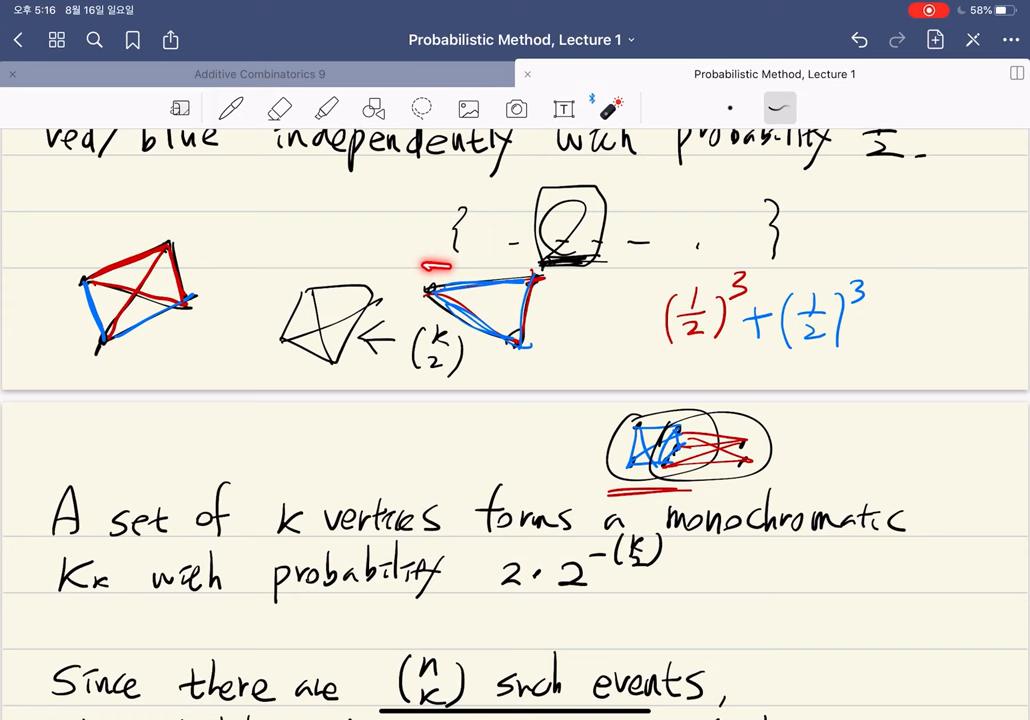 오후 5:16 8월 16일 일요일
58%
Probabilistic Method, Lecture 1
Additive Combinatorics 9
Probabilistic Method, Lecture 1
T
red/blue independently with probability 1/2.
{ - 2 - - . }
(k 2)
(1/2)^3 + (1/2)^3
A set of k vertices forms a monochromatic
K_k with probability 2 · 2^-(k 2)
Since there are (n k) such events,